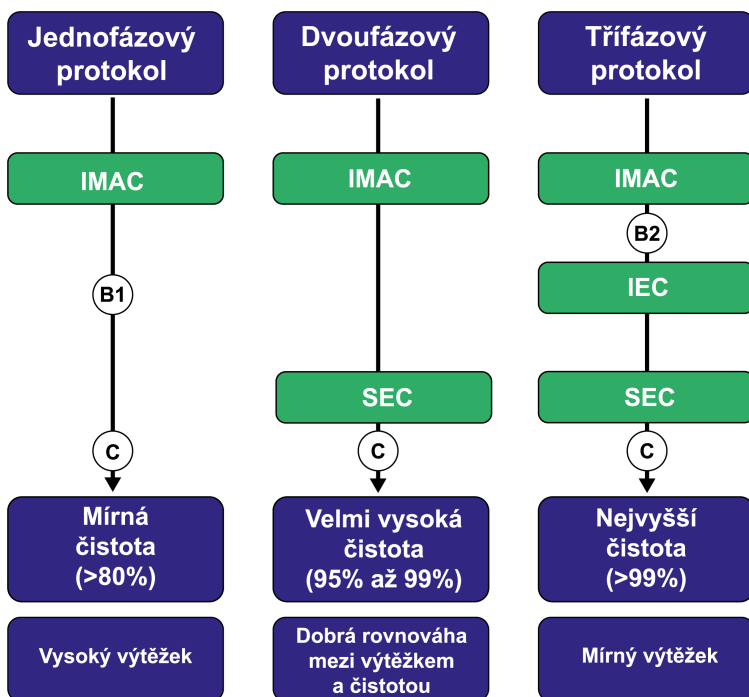 Jednofázový
protokol
IMAC
B1
C
Mírná
čistota
(>80%)
Vysoký výtěžek
Dvoufázový
protokol
IMAC
SEC
C
Velmi vysoká
čistota
(95% až 99%)
Dobrá rovnováha
mezi výtěžkem
a čistotou
Třífázový
protokol
IMAC
B2
IEC
SEC
C
Nejvyšší
čistota
(>99%)
Mírný výtěžek